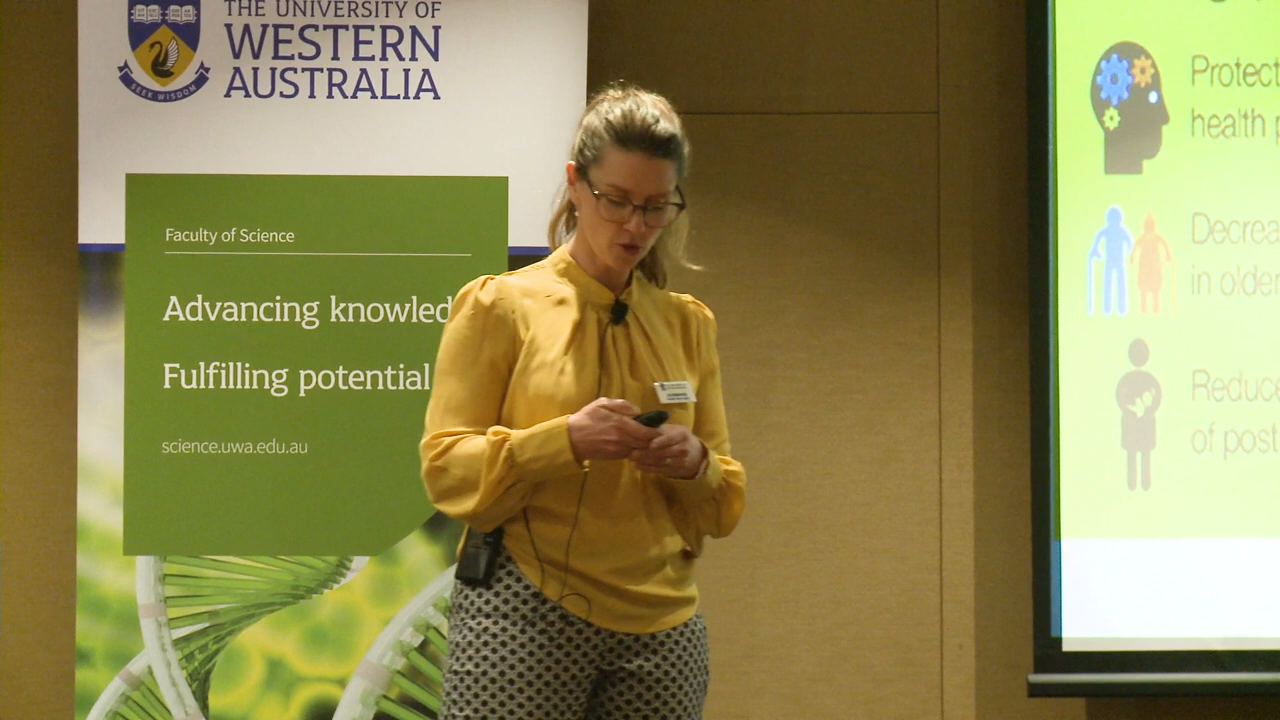 THE UNIVERSITY OF
WESTERN
AUSTRALIA
SEEK WISDOM
Faculty of Science
Advancing knowled
Fulfilling potential
science.uwa.edu.au
Protect
health
Decrea
in older
Reduce
of post